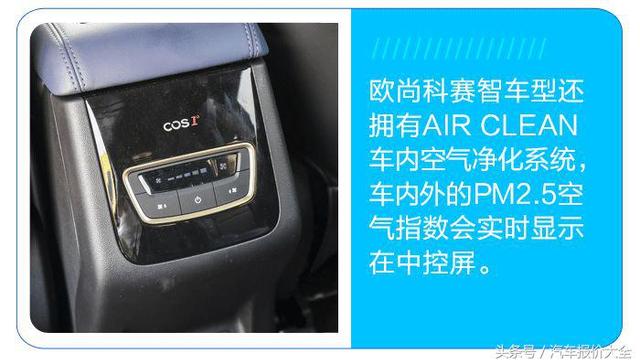 COSI°
欧尚科赛智车型还
拥有AIR CLEAN
车内空气净化系统，
车内外的PM2.5空
气指数会实时显示
在中控屏。
头条号／汽车报价大全